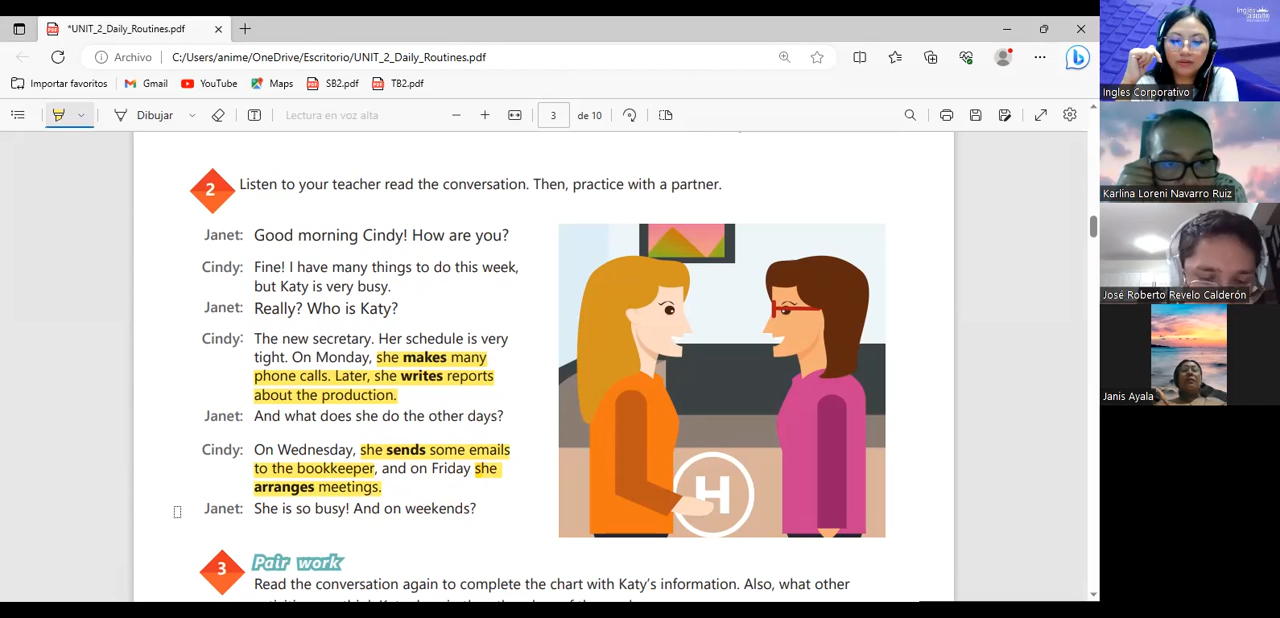 *UNIT_2_Daily_Routines.pdf
Archivo
C:/Users/anime/OneDrive/Escritorio/UNIT_2_Daily_Routines.pdf
Importar favoritos
Gmail
YouTube
Maps
SB2.pdf
TB2.pdf
Dibujar
Lectura en voz alta
3
de 10
2
Listen to your teacher read the conversation. Then, practice with a partner.
Janet: Good morning Cindy! How are you?
Cindy: Fine! I have many things to do this week,
but Katy is very busy.
Janet: Really? Who is Katy?
Cindy: The new secretary. Her schedule is very
tight. On Monday, she makes many
phone calls. Later, she writes reports
about the production.
Janet: And what does she do the other days?
Cindy: On Wednesday, she sends some emails
to the bookkeeper, and on Friday she
arranges meetings.
Janet: She is so busy! And on weekends?
H
3
Pair work
Read the conversation again to complete the chart with Katy's information. Also, what other
Ingles Corporativo
Karlina Loreni Navarro Ruiz
José Roberto Revelo Calderón
Janis Ayala